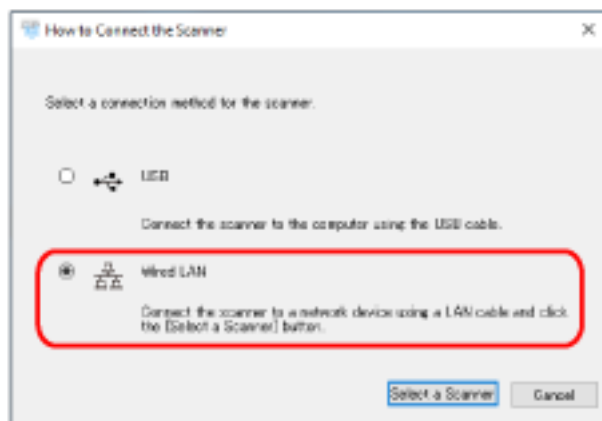 How to Connect the Scanner
Select a connection method for the scanner.
USB
Connect the scanner to the computer using the USB cable.
Wired LAN
Connect the scanner to a network device using a LAN cable and click
the [Select a Scanner] button.
Select a Scanner
Cancel